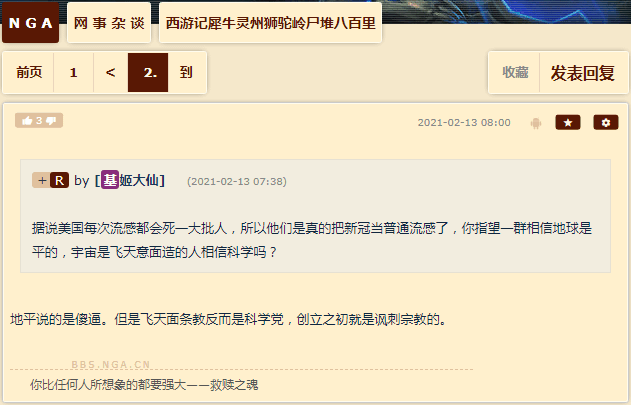 NGA 网事杂谈 西游记犀牛灵州狮驼岭尸堆八百里
前页 1 < 2. 到 收藏 发表回复
3 2021-02-13 08:00
+ R by [基姬大仙] (2021-02-13 07:38)
据说美国每次流感都会死一大批人，所以他们是真的把新冠当普通流感了，你指望一群相信地球是
平的，宇宙是飞天意面造的人相信科学吗？
地平说的是傻逼。但是飞天面条教反而是科学党，创立之初就是讽刺宗教的。
BBS.NGA.CN
你比任何人所想象的都要强大——救赎之魂